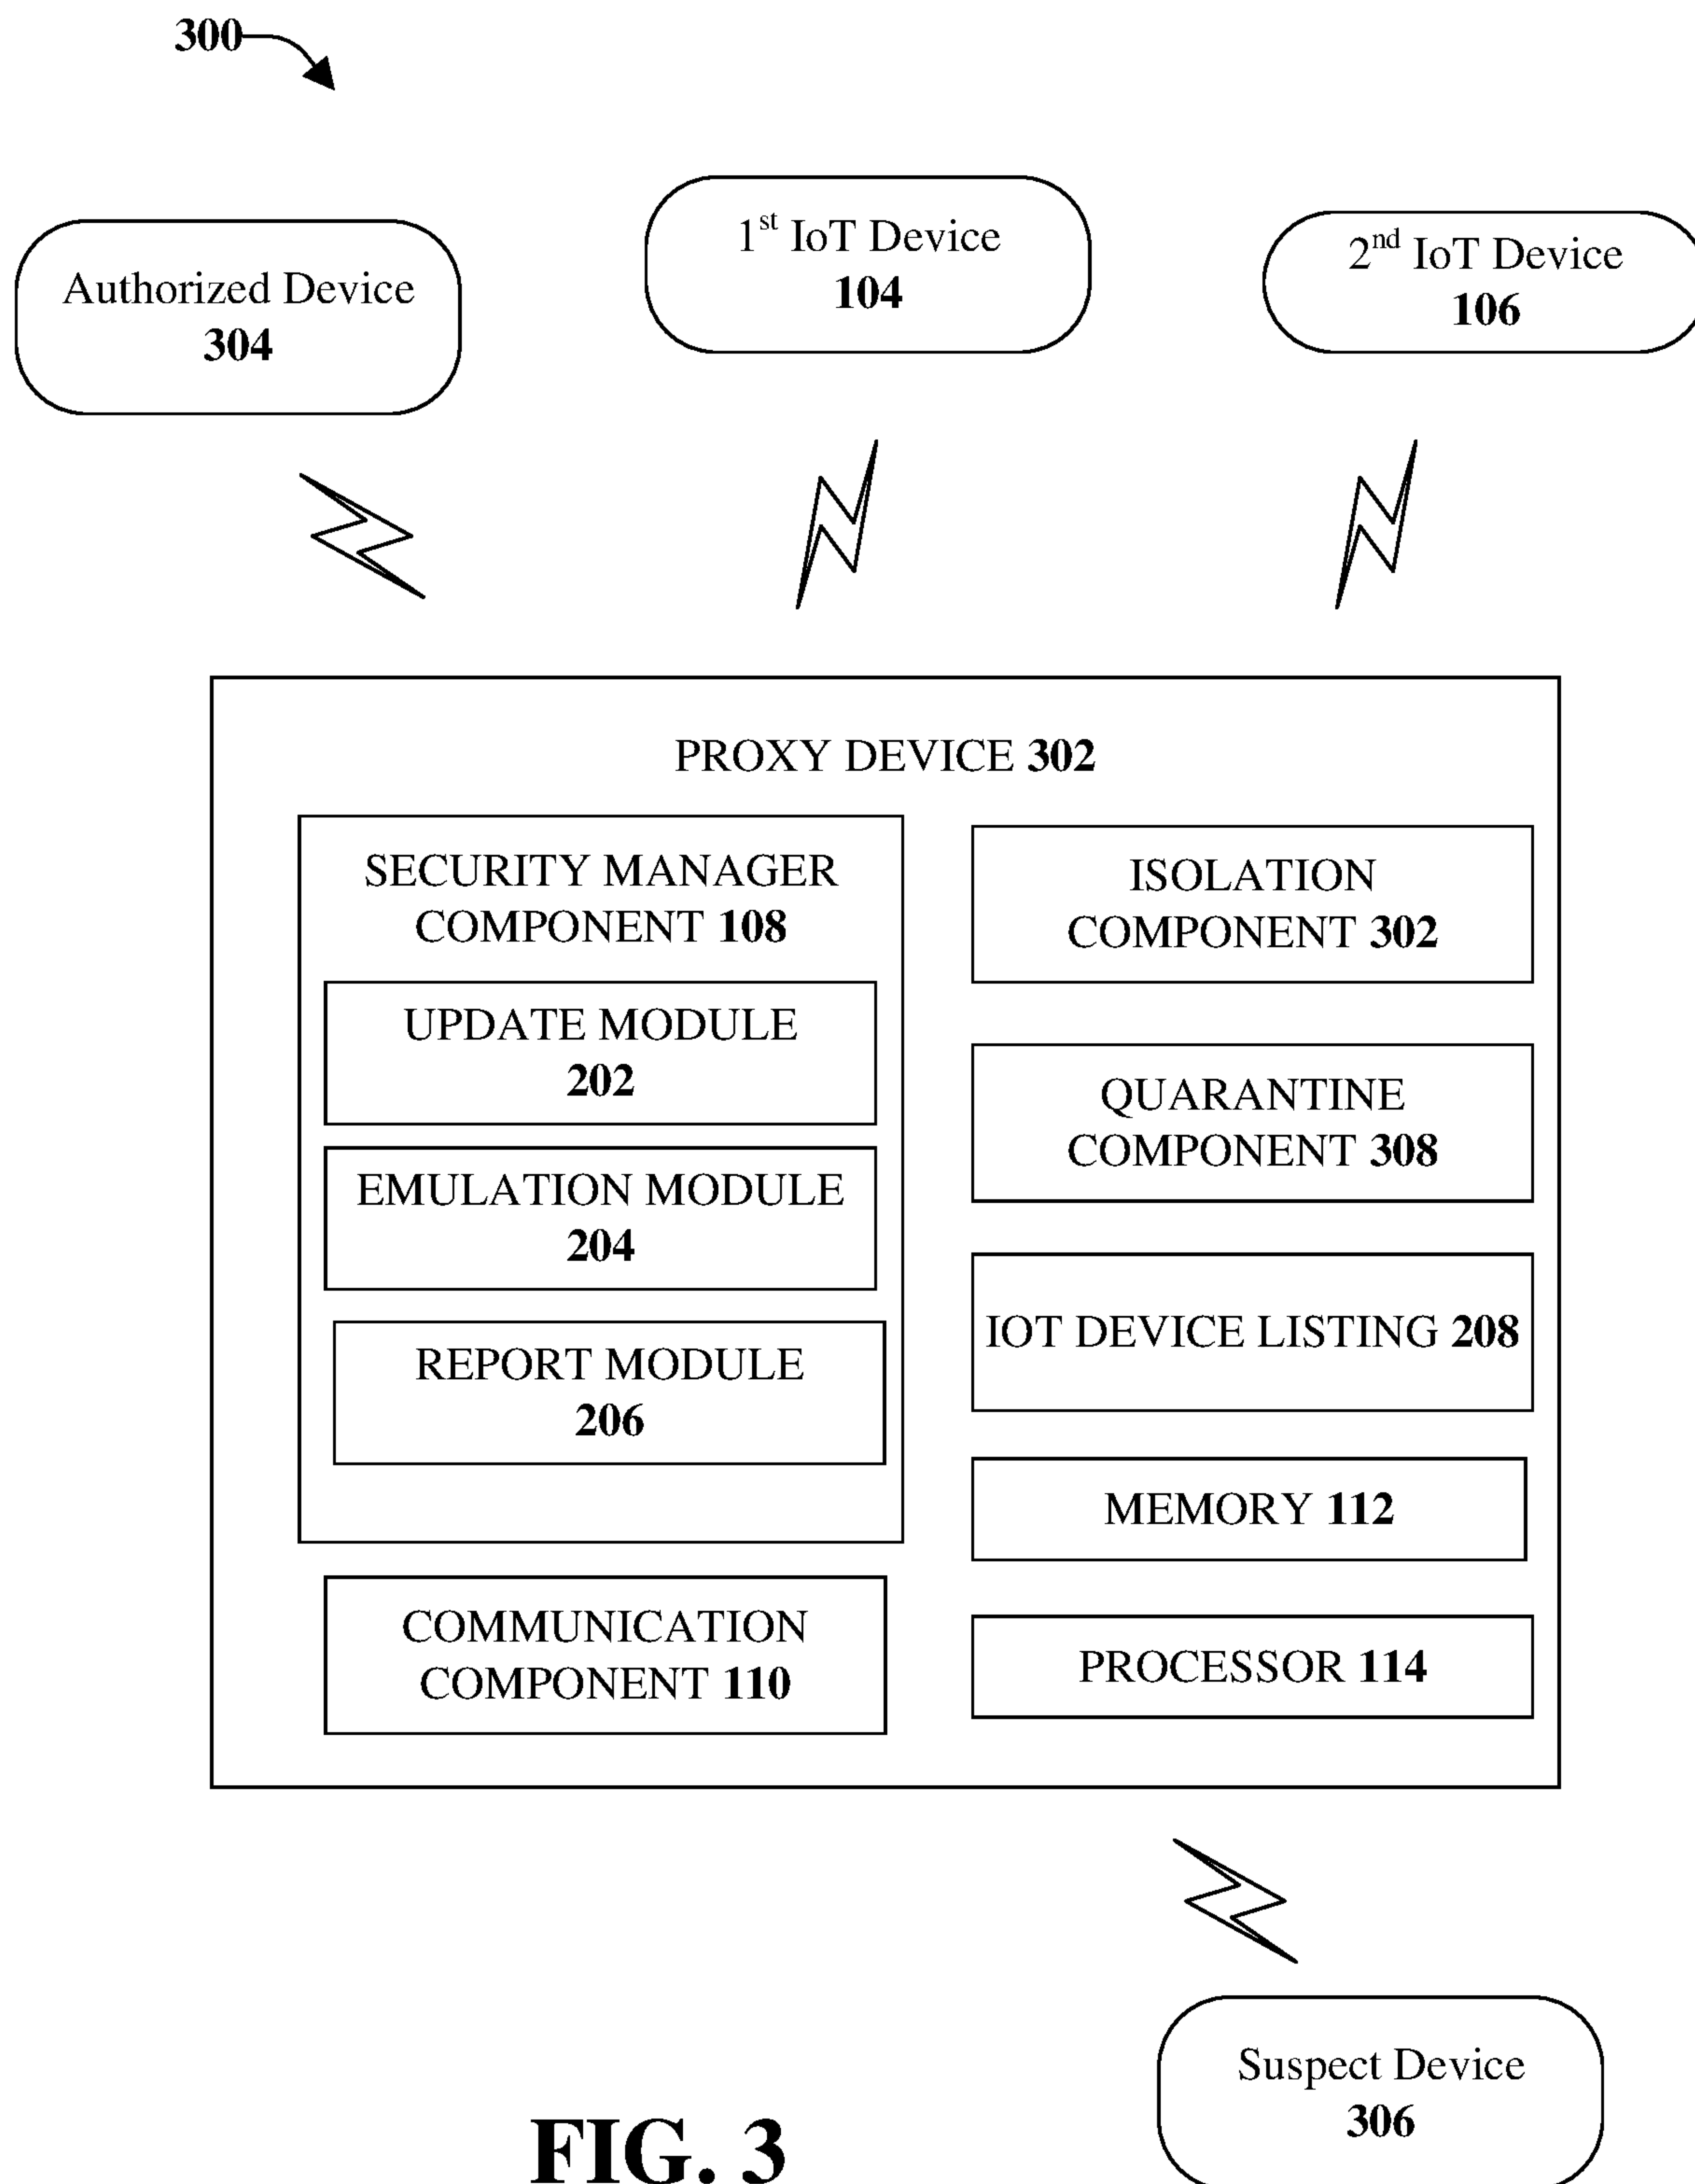 300
1st IoT Device
104
2nd IoT Device
106
Authorized Device
304
PROXY DEVICE 302
SECURITY MANAGER
COMPONENT 108
UPDATE MODULE
202
EMULATION MODULE
204
REPORT MODULE
206
COMMUNICATION
COMPONENT 110
ISOLATION
COMPONENT 302
QUARANTINE
COMPONENT 308
IOT DEVICE LISTING 208
MEMORY 112
PROCESSOR 114
Suspect Device
306
FIG. 3